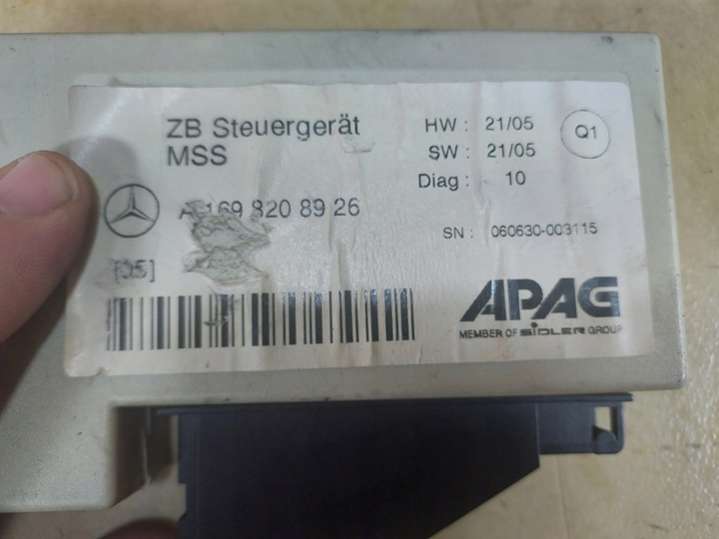 ZB Steuergerät
MSS
A 169 820 89 26
[05]
HW : 21/05
SW : 21/05
Diag : 10
Q1
SN : 060630-003115
APAG
MEMBER OF SIDLER GROUP